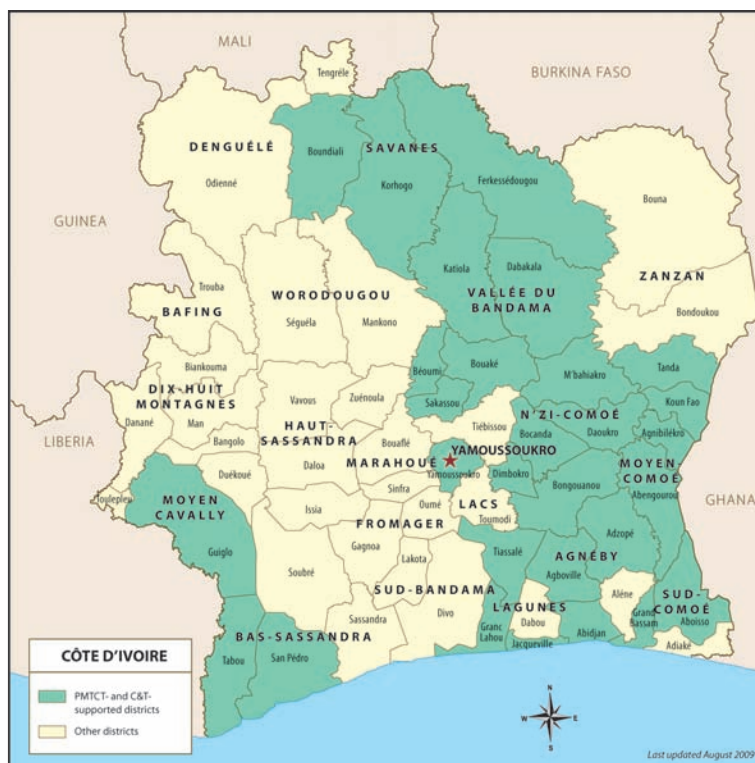 MALI
BURKINA FASO
GUINEA
LIBERIA
GHANA
Tengréle
DENGUÉLÉ
Odienné
Boundiali
SAVANES
Korhogo
Ferkessédougou
Bouna
ZANZAN
Bondoukou
Katiola
Dabakala
VALLÉE DU
BANDAMA
Trouba
BAFING
WORODOUGOU
Séguéla
Mankono
Biankouma
DIX-HUIT
MONTAGNES
Danané
Man
Bangolo
Vavous
Zuénoula
HAUT-
SASSANDRA
Daloa
Béoumi
Bouaké
Sakassou
M'bahiakro
Tanda
Koun Fao
Tiébissou
N'ZI-COMOÉ
Bocanda
Daoukro
Agnibilékro
Bouaflé
MARAHOUÉ
YAMOUSSOUKRO
Yamoussoukro
Dimbokro
Bongouanou
MOYEN
COMOÉ
Abengourou
Duékoué
Toulepleu
MOYEN
CAVALLY
Guiglo
Sinfra
Issia
Oumé
LACS
Toumodi
FROMAGER
Gagnoa
Lakota
Soubré
Tiassalé
Adzopé
AGNÉBY
Agboville
SUD-BANDAMA
Divo
Sassandra
LAGUNES
Dabou
Granc
Lahou
Jacqueville
Abidjan
Aléne
Grand
Bassam
SUD-
COMOÉ
Aboisso
Adiaké
BAS-SASSANDRA
Tabou
San Pédro
CÔTE D'IVOIRE
PMTCT- and C&T-
supported districts
Other districts
N
W
E
S
Last updated August 2009